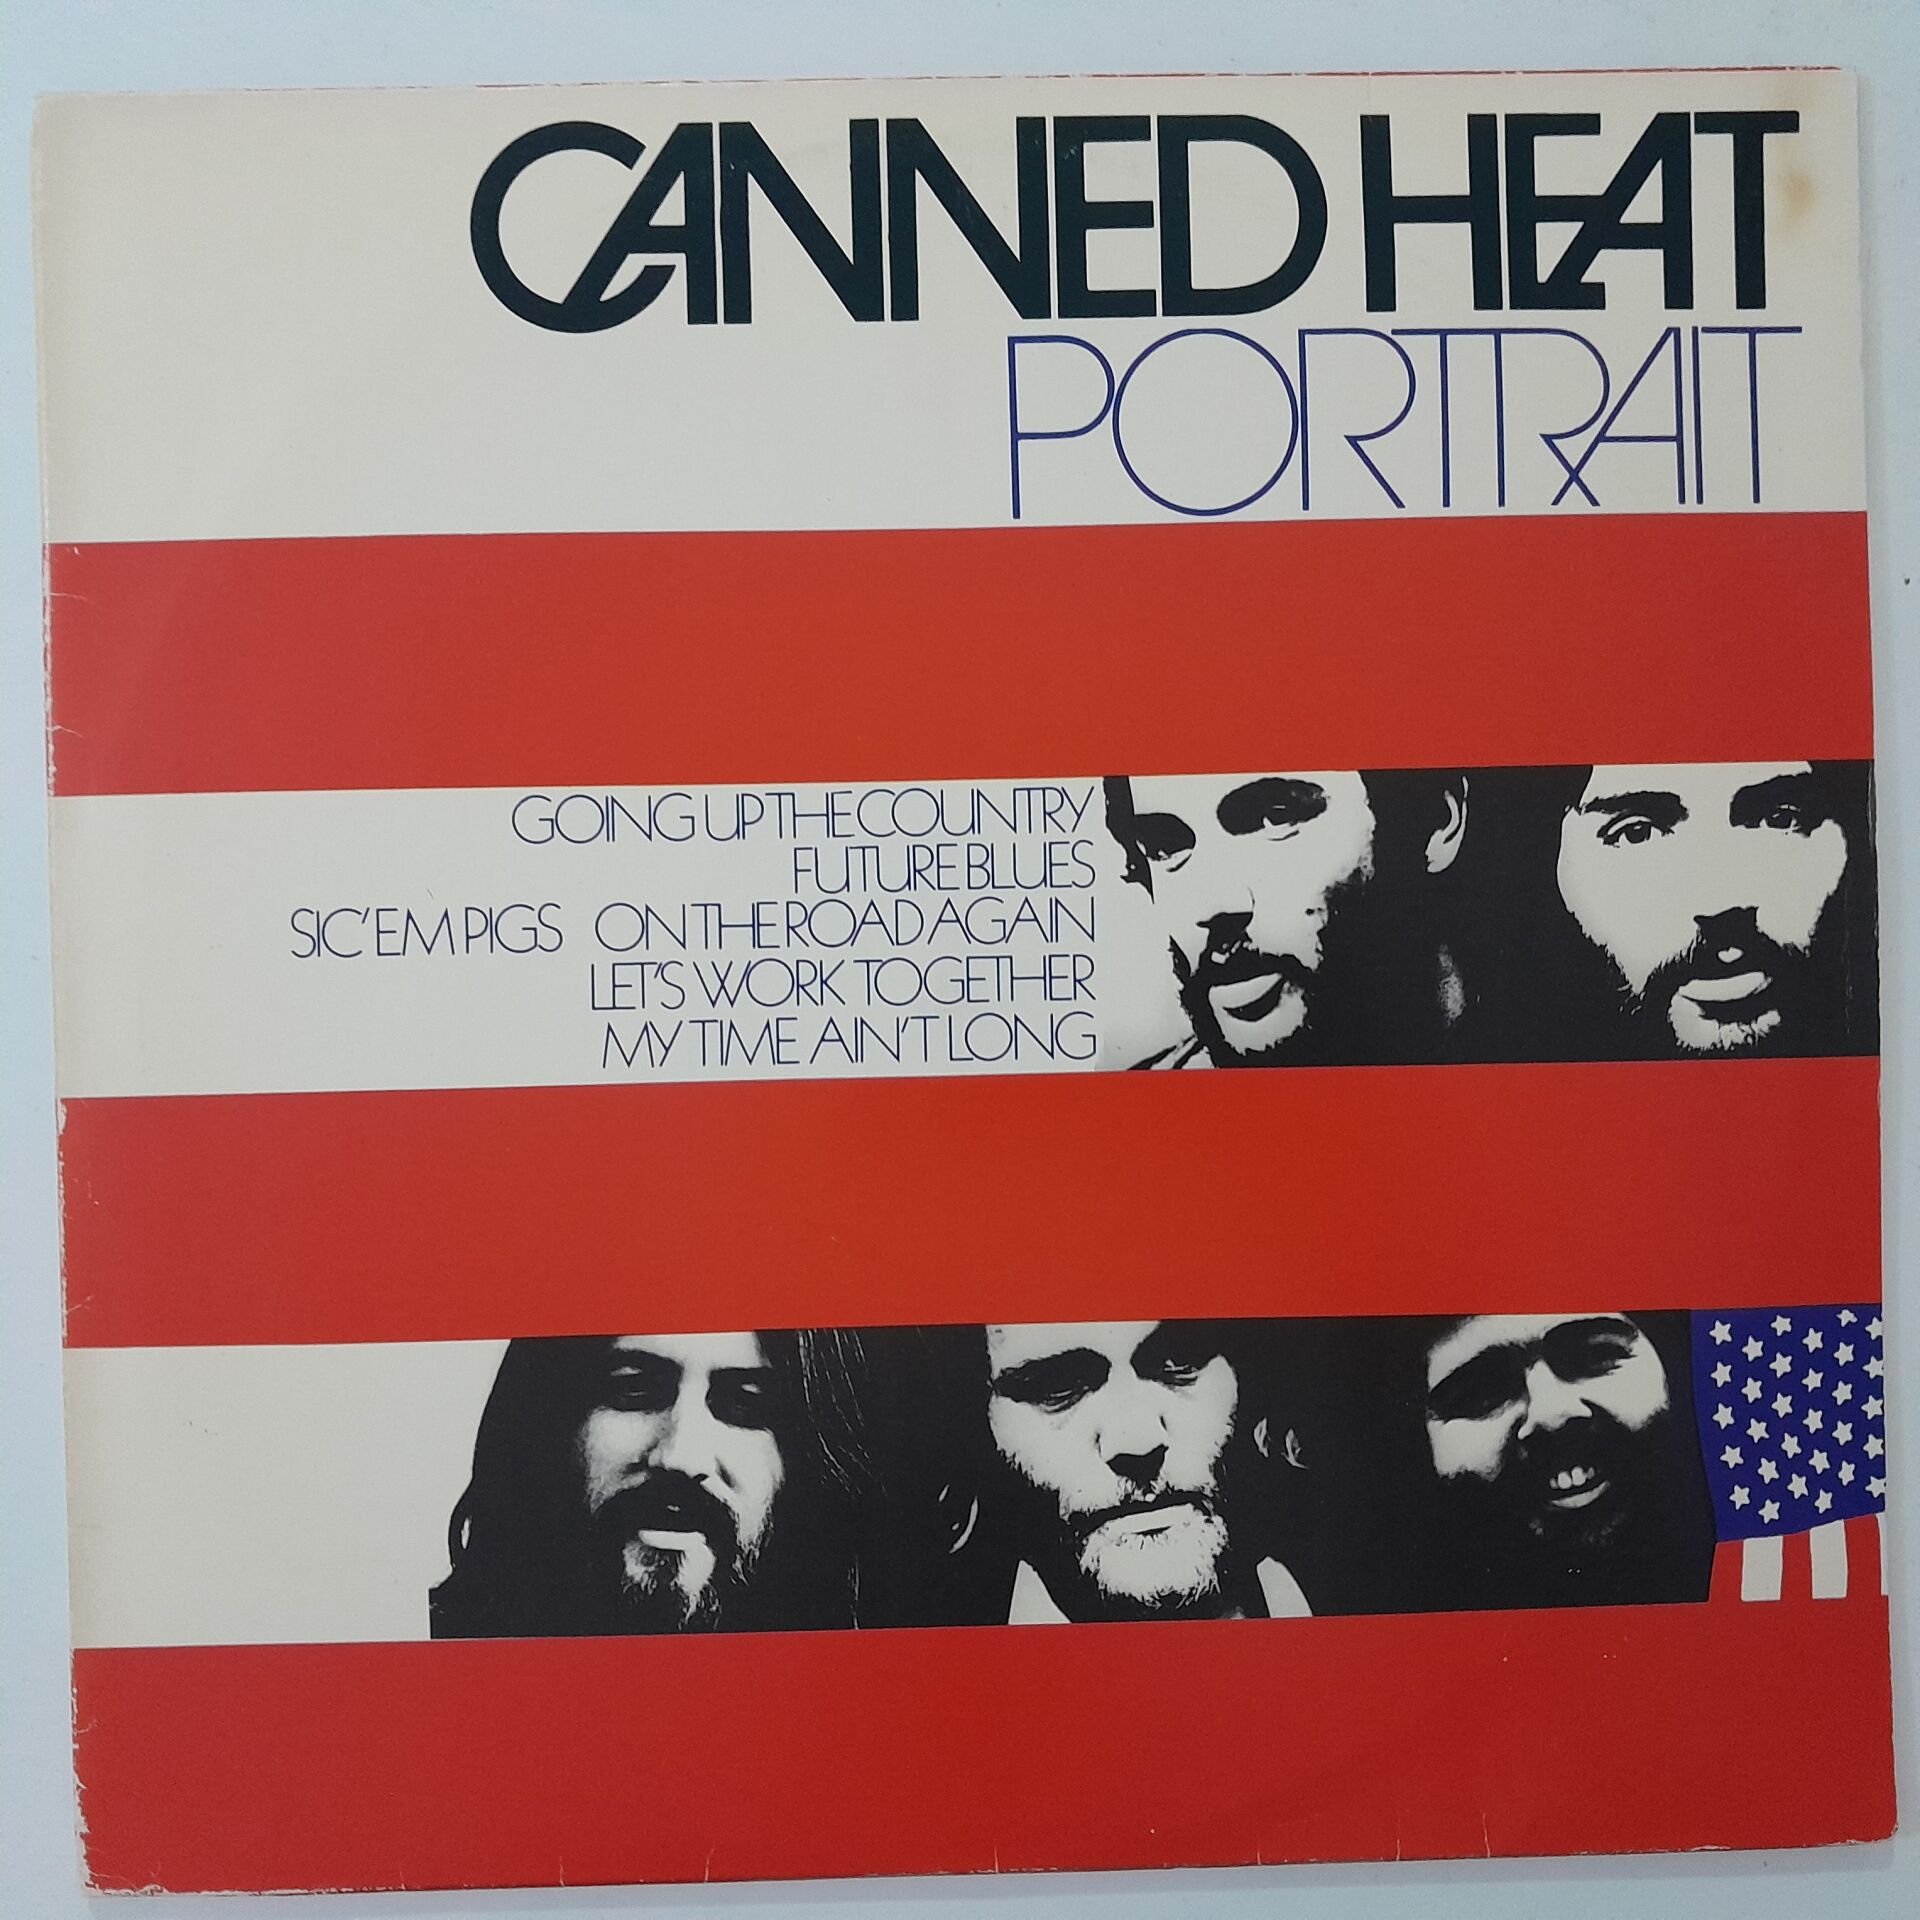 CANNED HEAT
PORTRAIT
GOING UP THE COUNTRY
FUTURE BLUES
SIC'EM PIGS ON THE ROAD AGAIN
LET'S WORK TOGETHER
MY TIME AIN'T LONG